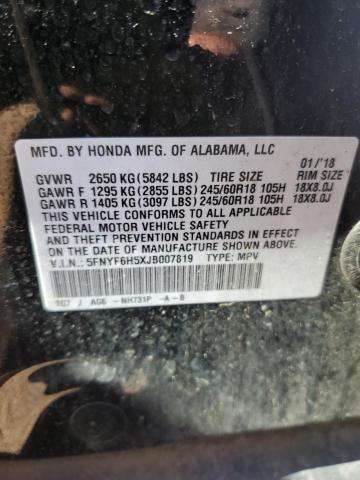 MFD. BY HONDA MFG. OF ALABAMA, LLC 01/'18
GVWR 2650 KG (5842 LBS) TIRE SIZE RIM SIZE
GAWR F 1295 KG (2855 LBS) 245/60R18 105H 18X8.0J
GAWR R 1405 KG (3097 LBS) 245/60R18 105H 18X8.0J
THIS VEHICLE CONFORMS TO ALL APPLICABLE
FEDERAL MOTOR VEHICLE SAFETY STANDARDS IN EFFECT
ON THE DATE OF MANUFACTURE SHOWN ABOVE.
V.I.N.: 5FNYF6H5XJB007819 TYPE: MPV
TG7 J AG6 -NH731P -A-B